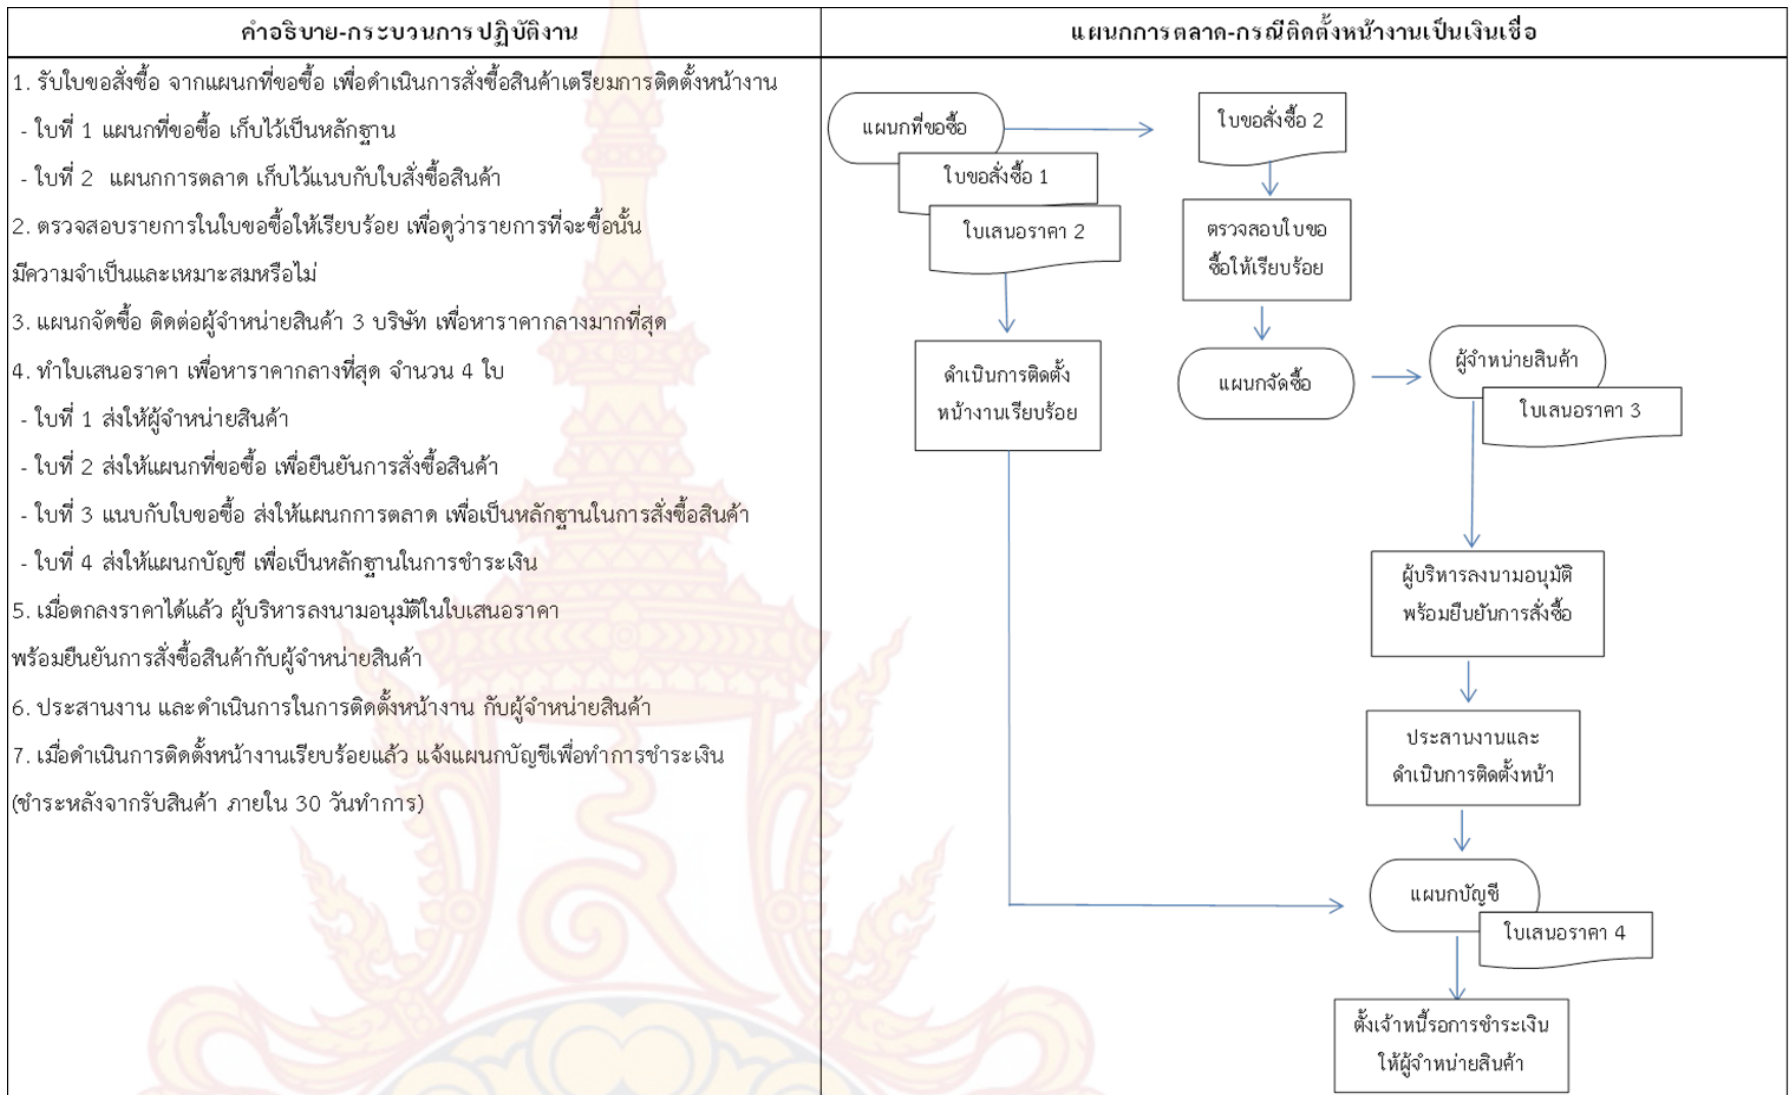 คำอธิบาย-กระบวนการปฏิบัติงาน
แผนกการตลาด-กรณีติดตั้งหน้างานเป็นเงินเชื่อ
1. รับใบขอสั่งซื้อ จากแผนกที่ขอซื้อ เพื่อดำเนินการสั่งซื้อสินค้าเตรียมการติดตั้งหน้างาน
- ใบที่ 1 แผนกที่ขอซื้อ เก็บไว้เป็นหลักฐาน
- ใบที่ 2 แผนกการตลาด เก็บไว้แนบกับใบสั่งซื้อสินค้า
2. ตรวจสอบรายการในใบขอซื้อให้เรียบร้อย เพื่อดูว่ารายการที่จะซื้อนั้น
มีความจำเป็นและเหมาะสมหรือไม่
3. แผนกจัดซื้อ ติดต่อผู้จำหน่ายสินค้า 3 บริษัท เพื่อหาราคากลางมากที่สุด
4. ทำใบเสนอราคา เพื่อหาราคากลางที่สุด จำนวน 4 ใบ
- ใบที่ 1 ส่งให้ผู้จำหน่ายสินค้า
- ใบที่ 2 ส่งให้แผนกที่ขอซื้อ เพื่อยืนยันการสั่งซื้อสินค้า
- ใบที่ 3 แนบกับใบขอซื้อ ส่งให้แผนกการตลาด เพื่อเป็นหลักฐานในการสั่งซื้อสินค้า
- ใบที่ 4 ส่งให้แผนกบัญชี เพื่อเป็นหลักฐานในการชำระเงิน
5. เมื่อตกลงราคาได้แล้ว ผู้บริหารลงนามอนุมัติในใบเสนอราคา
พร้อมยืนยันการสั่งซื้อสินค้ากับผู้จำหน่ายสินค้า
6. ประสานงาน และดำเนินการในการติดตั้งหน้างาน กับผู้จำหน่ายสินค้า
7. เมื่อดำเนินการติดตั้งหน้างานเรียบร้อยแล้ว แจ้งแผนกบัญชีเพื่อทำการชำระเงิน
(ชำระหลังจากรับสินค้า ภายใน 30 วันทำการ)
แผนกที่ขอซื้อ
ใบขอสั่งซื้อ 1
ใบเสนอราคา 2
ดำเนินการติดตั้ง
หน้างานเรียบร้อย
ใบขอสั่งซื้อ 2
ตรวจสอบใบขอ
ซื้อให้เรียบร้อย
แผนกจัดซื้อ
ผู้จำหน่ายสินค้า
ใบเสนอราคา 3
ผู้บริหารลงนามอนุมัติ
พร้อมยืนยันการสั่งซื้อ
ประสานงานและ
ดำเนินการติดตั้งหน้า
แผนกบัญชี
ใบเสนอราคา 4
ตั้งเจ้าหนี้รอการชำระเงิน
ให้ผู้จำหน่ายสินค้า